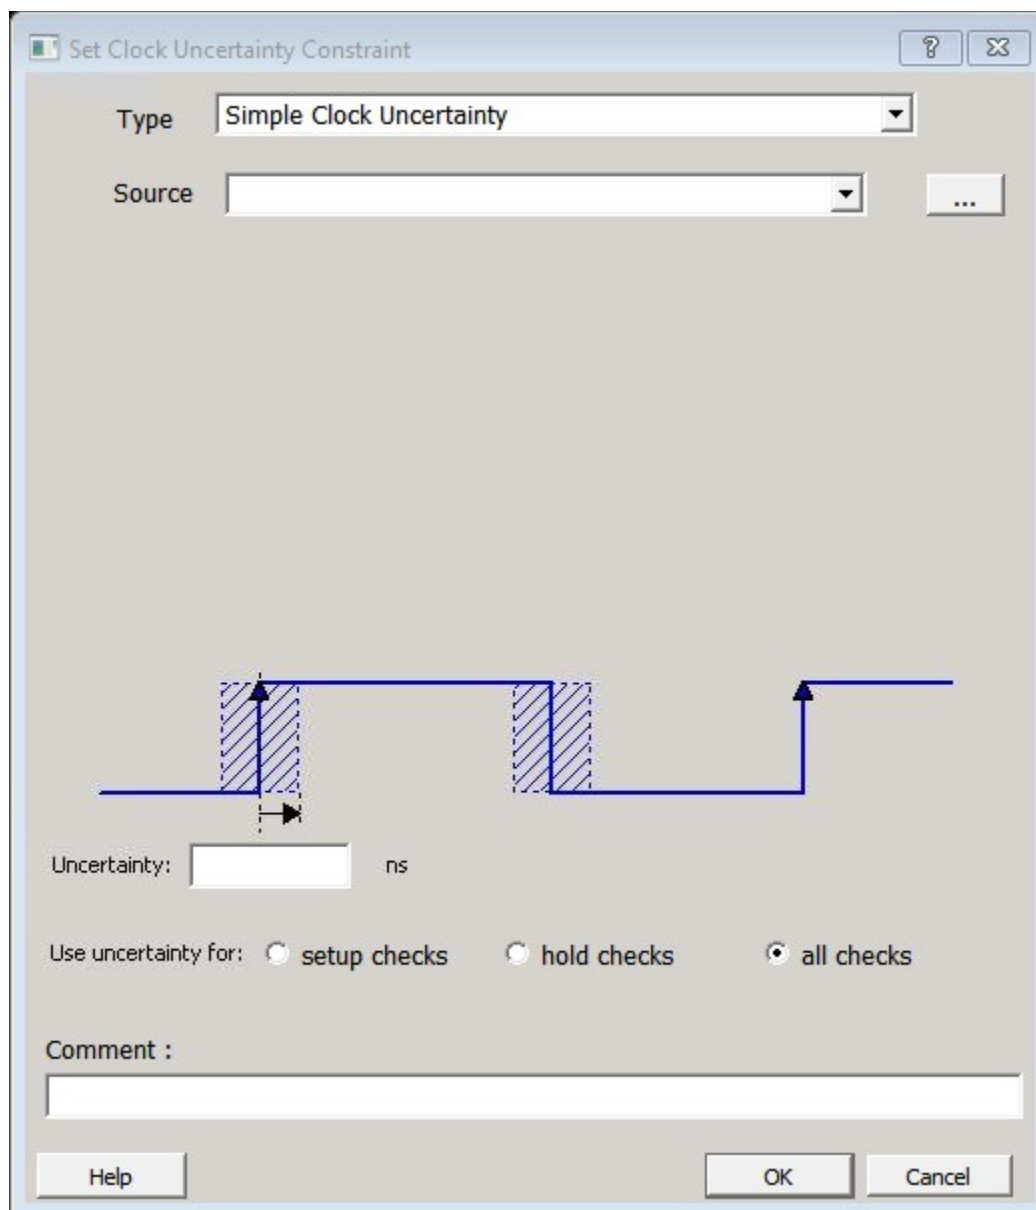 Set Clock Uncertainty Constraint
Type Simple Clock Uncertainty
Source ...
Uncertainty: ns
Use uncertainty for: setup checks hold checks all checks
Comment :
Help OK Cancel